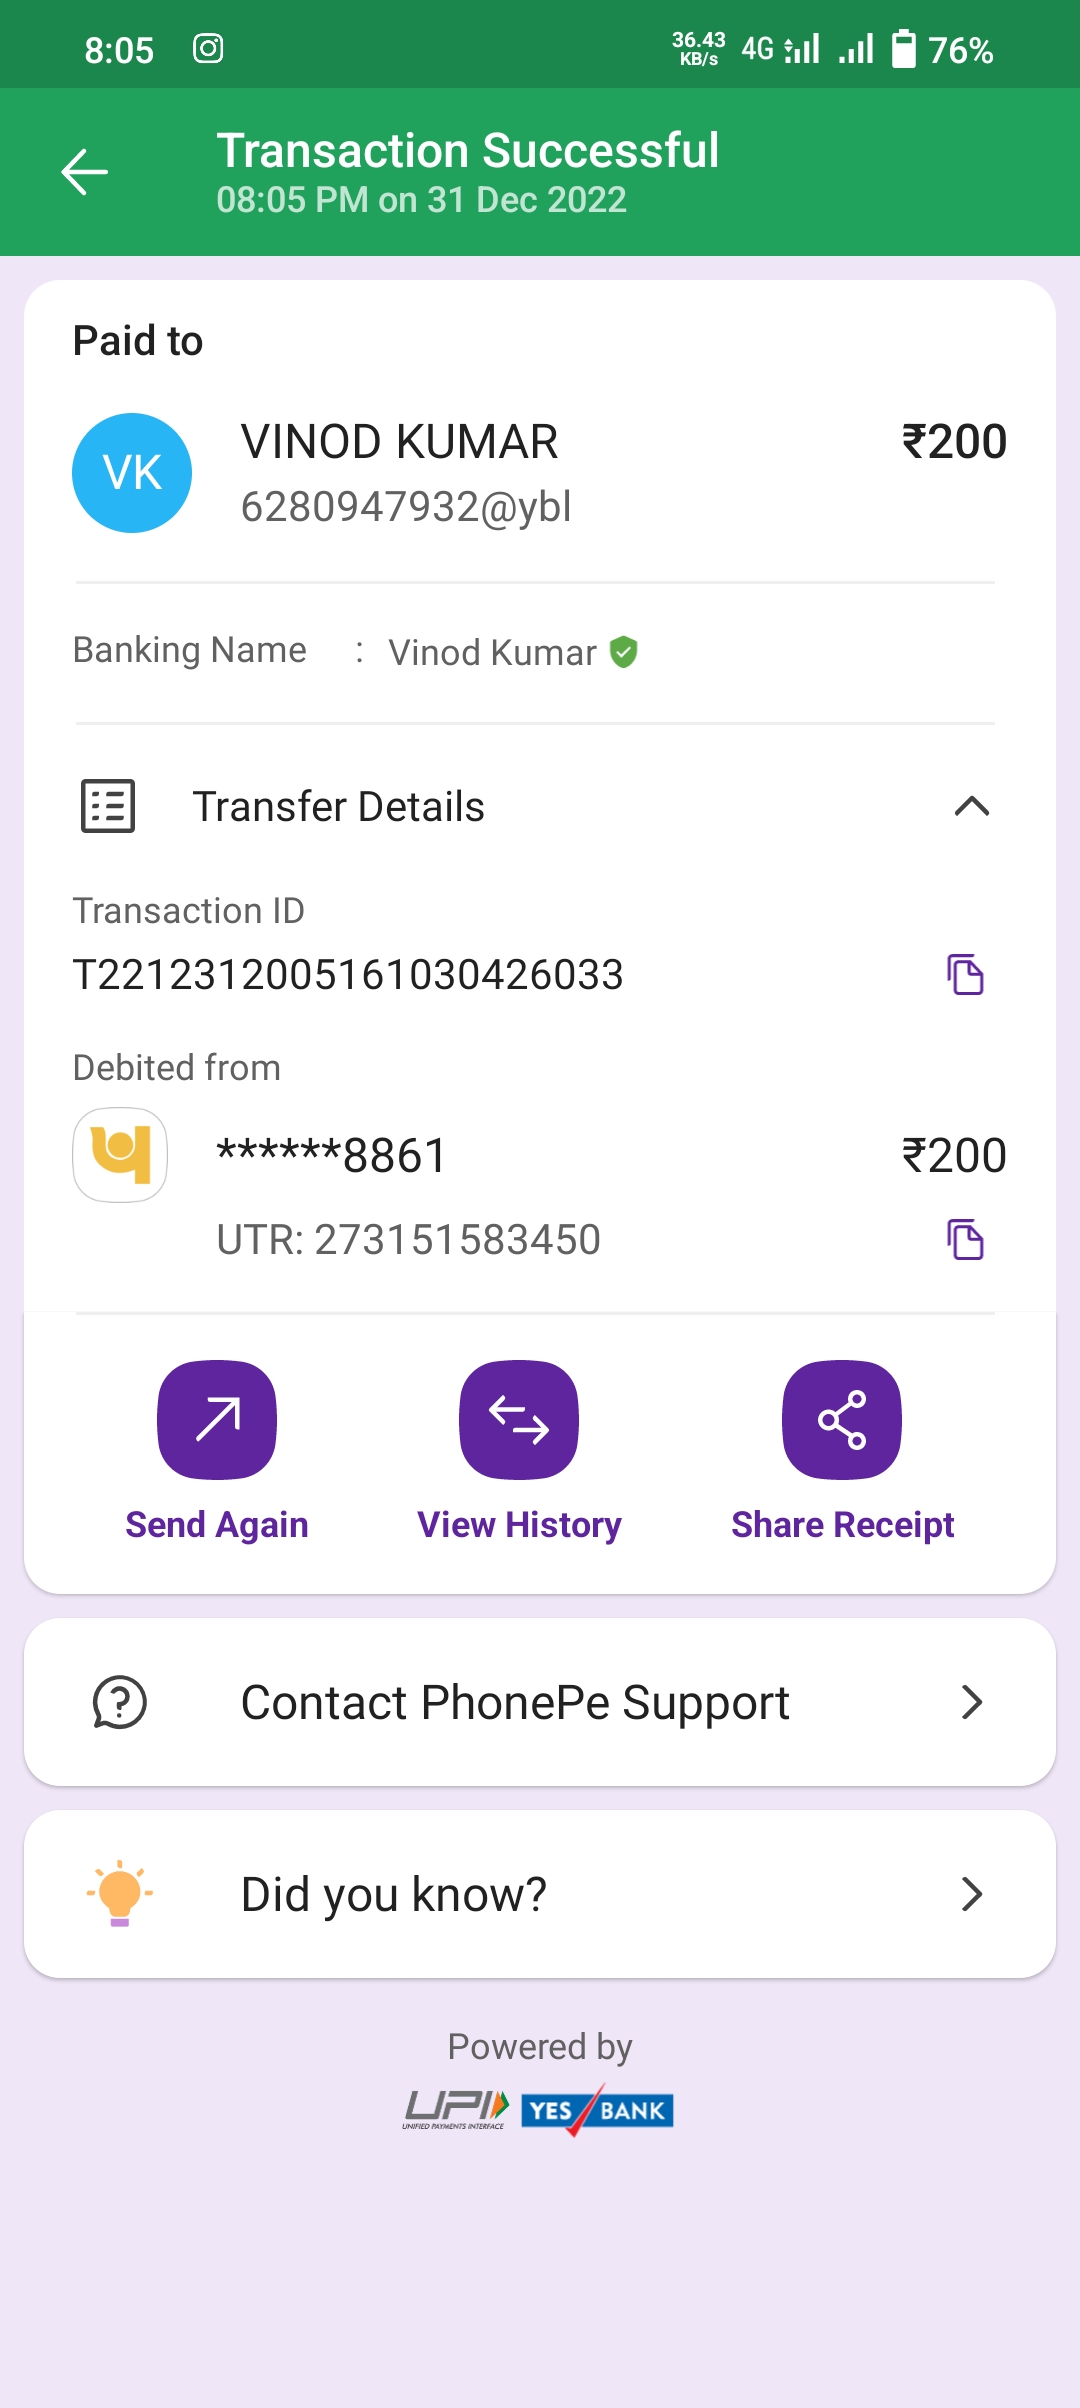 8:05 36.43 KB/s 4G 76%
Transaction Successful
08:05 PM on 31 Dec 2022
Paid to
VK VINOD KUMAR ₹200
6280947932@ybl
Banking Name : Vinod Kumar
Transfer Details
Transaction ID
T2212312005161030426033
Debited from
******8861 ₹200
UTR: 273151583450
Send Again View History Share Receipt
Contact PhonePe Support
Did you know?
Powered by
UPI YES BANK
UNIFIED PAYMENTS INTERFACE